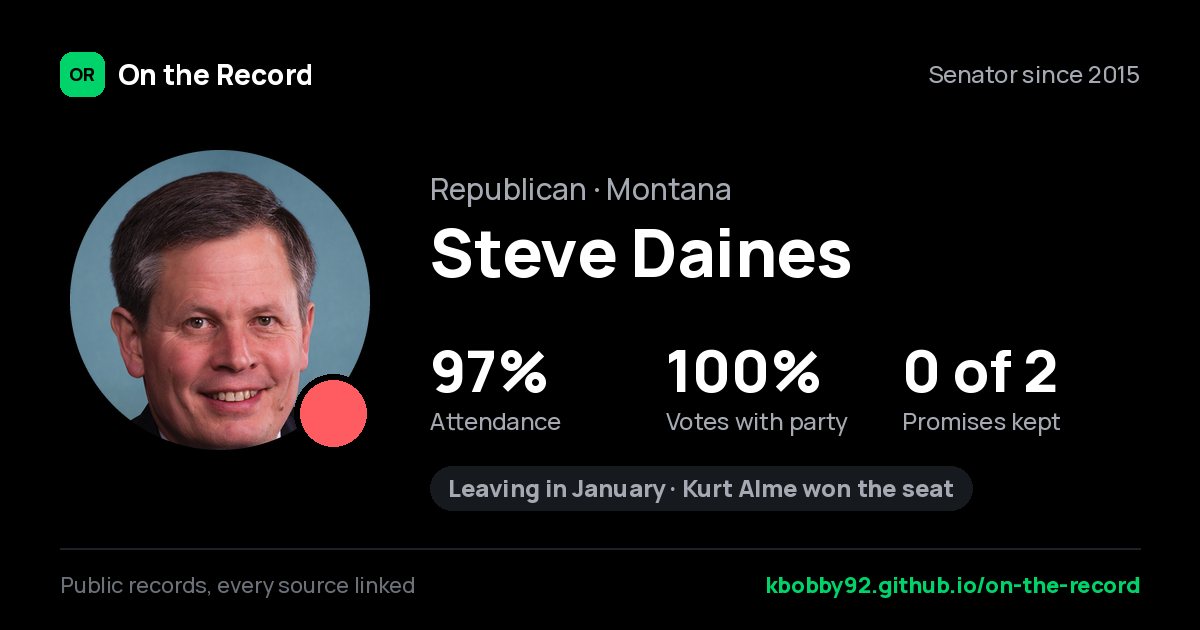 OR On the Record
Senator since 2015
Republican · Montana
Steve Daines
97% 100% 0 of 2
Attendance Votes with party Promises kept
Leaving in January · Kurt Alme won the seat
Public records, every source linked
kbobby92.github.io/on-the-record